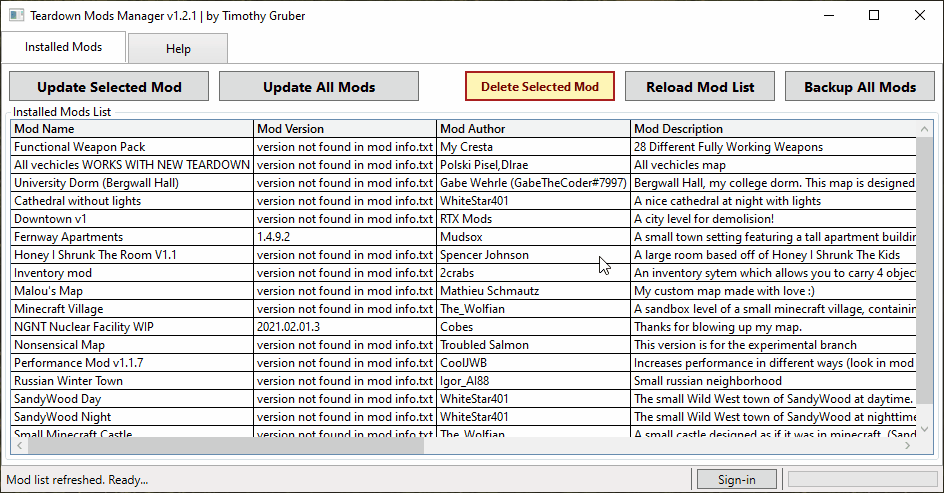 Teardown Mods Manager v1.2.1 | by Timothy Gruber
Installed Mods Help
Update Selected Mod Update All Mods Delete Selected Mod Reload Mod List Backup All Mods
Installed Mods List
Mod Name Mod Version Mod Author Mod Description
Functional Weapon Pack version not found in mod info.txt My Cresta 28 Different Fully Working Weapons
All vechicles WORKS WITH NEW TEARDOWN version not found in mod info.txt Polski Pisel,Dlrae All vechicles map
University Dorm (Bergwall Hall) version not found in mod info.txt Gabe Wehrle (GabeTheCoder#7997) Bergwall Hall, my college dorm. This map is designed
Cathedral without lights version not found in mod info.txt WhiteStar401 A nice cathedral at night with lights
Downtown v1 version not found in mod info.txt RTX Mods A city level for demolision!
Fernway Apartments 1.4.9.2 Mudsox A small town setting featuring a tall apartment buildin
Honey I Shrunk The Room V1.1 version not found in mod info.txt Spencer Johnson A large room based off of Honey I Shrunk The Kids
Inventory mod version not found in mod info.txt 2crabs An inventory sytem which allows you to carry 4 objec
Malou's Map version not found in mod info.txt Mathieu Schmautz My custom map made with love :)
Minecraft Village version not found in mod info.txt The_Wolfian A sandbox level of a small minecraft village, containin
NGNT Nuclear Facility WIP 2021.02.01.3 Cobes Thanks for blowing up my map.
Nonsensical Map version not found in mod info.txt Troubled Salmon This version is for the experimental branch
Performance Mod v1.1.7 version not found in mod info.txt CoolJWB Increases performance in different ways (look in mod
Russian Winter Town version not found in mod info.txt Igor_Al88 Small russian neighborhood
SandyWood Day version not found in mod info.txt WhiteStar401 The small Wild West town of SandyWood at daytime.
SandyWood Night version not found in mod info.txt WhiteStar401 The small Wild West town of SandyWood at nighttime
Small Minecraft Castle version not found in mod info.txt The_Wolfian A small castle designed as if it was in minecraft. (Sand
Mod list refreshed. Ready... Sign-in